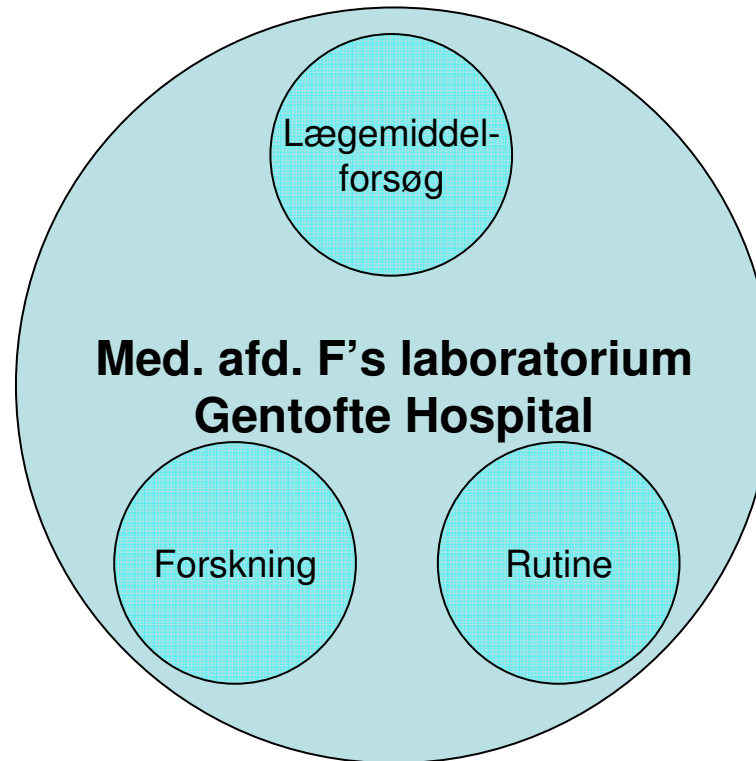 Lægemiddel-
forsøg
Med. afd. F’s laboratorium
Gentofte Hospital
Forskning
Rutine